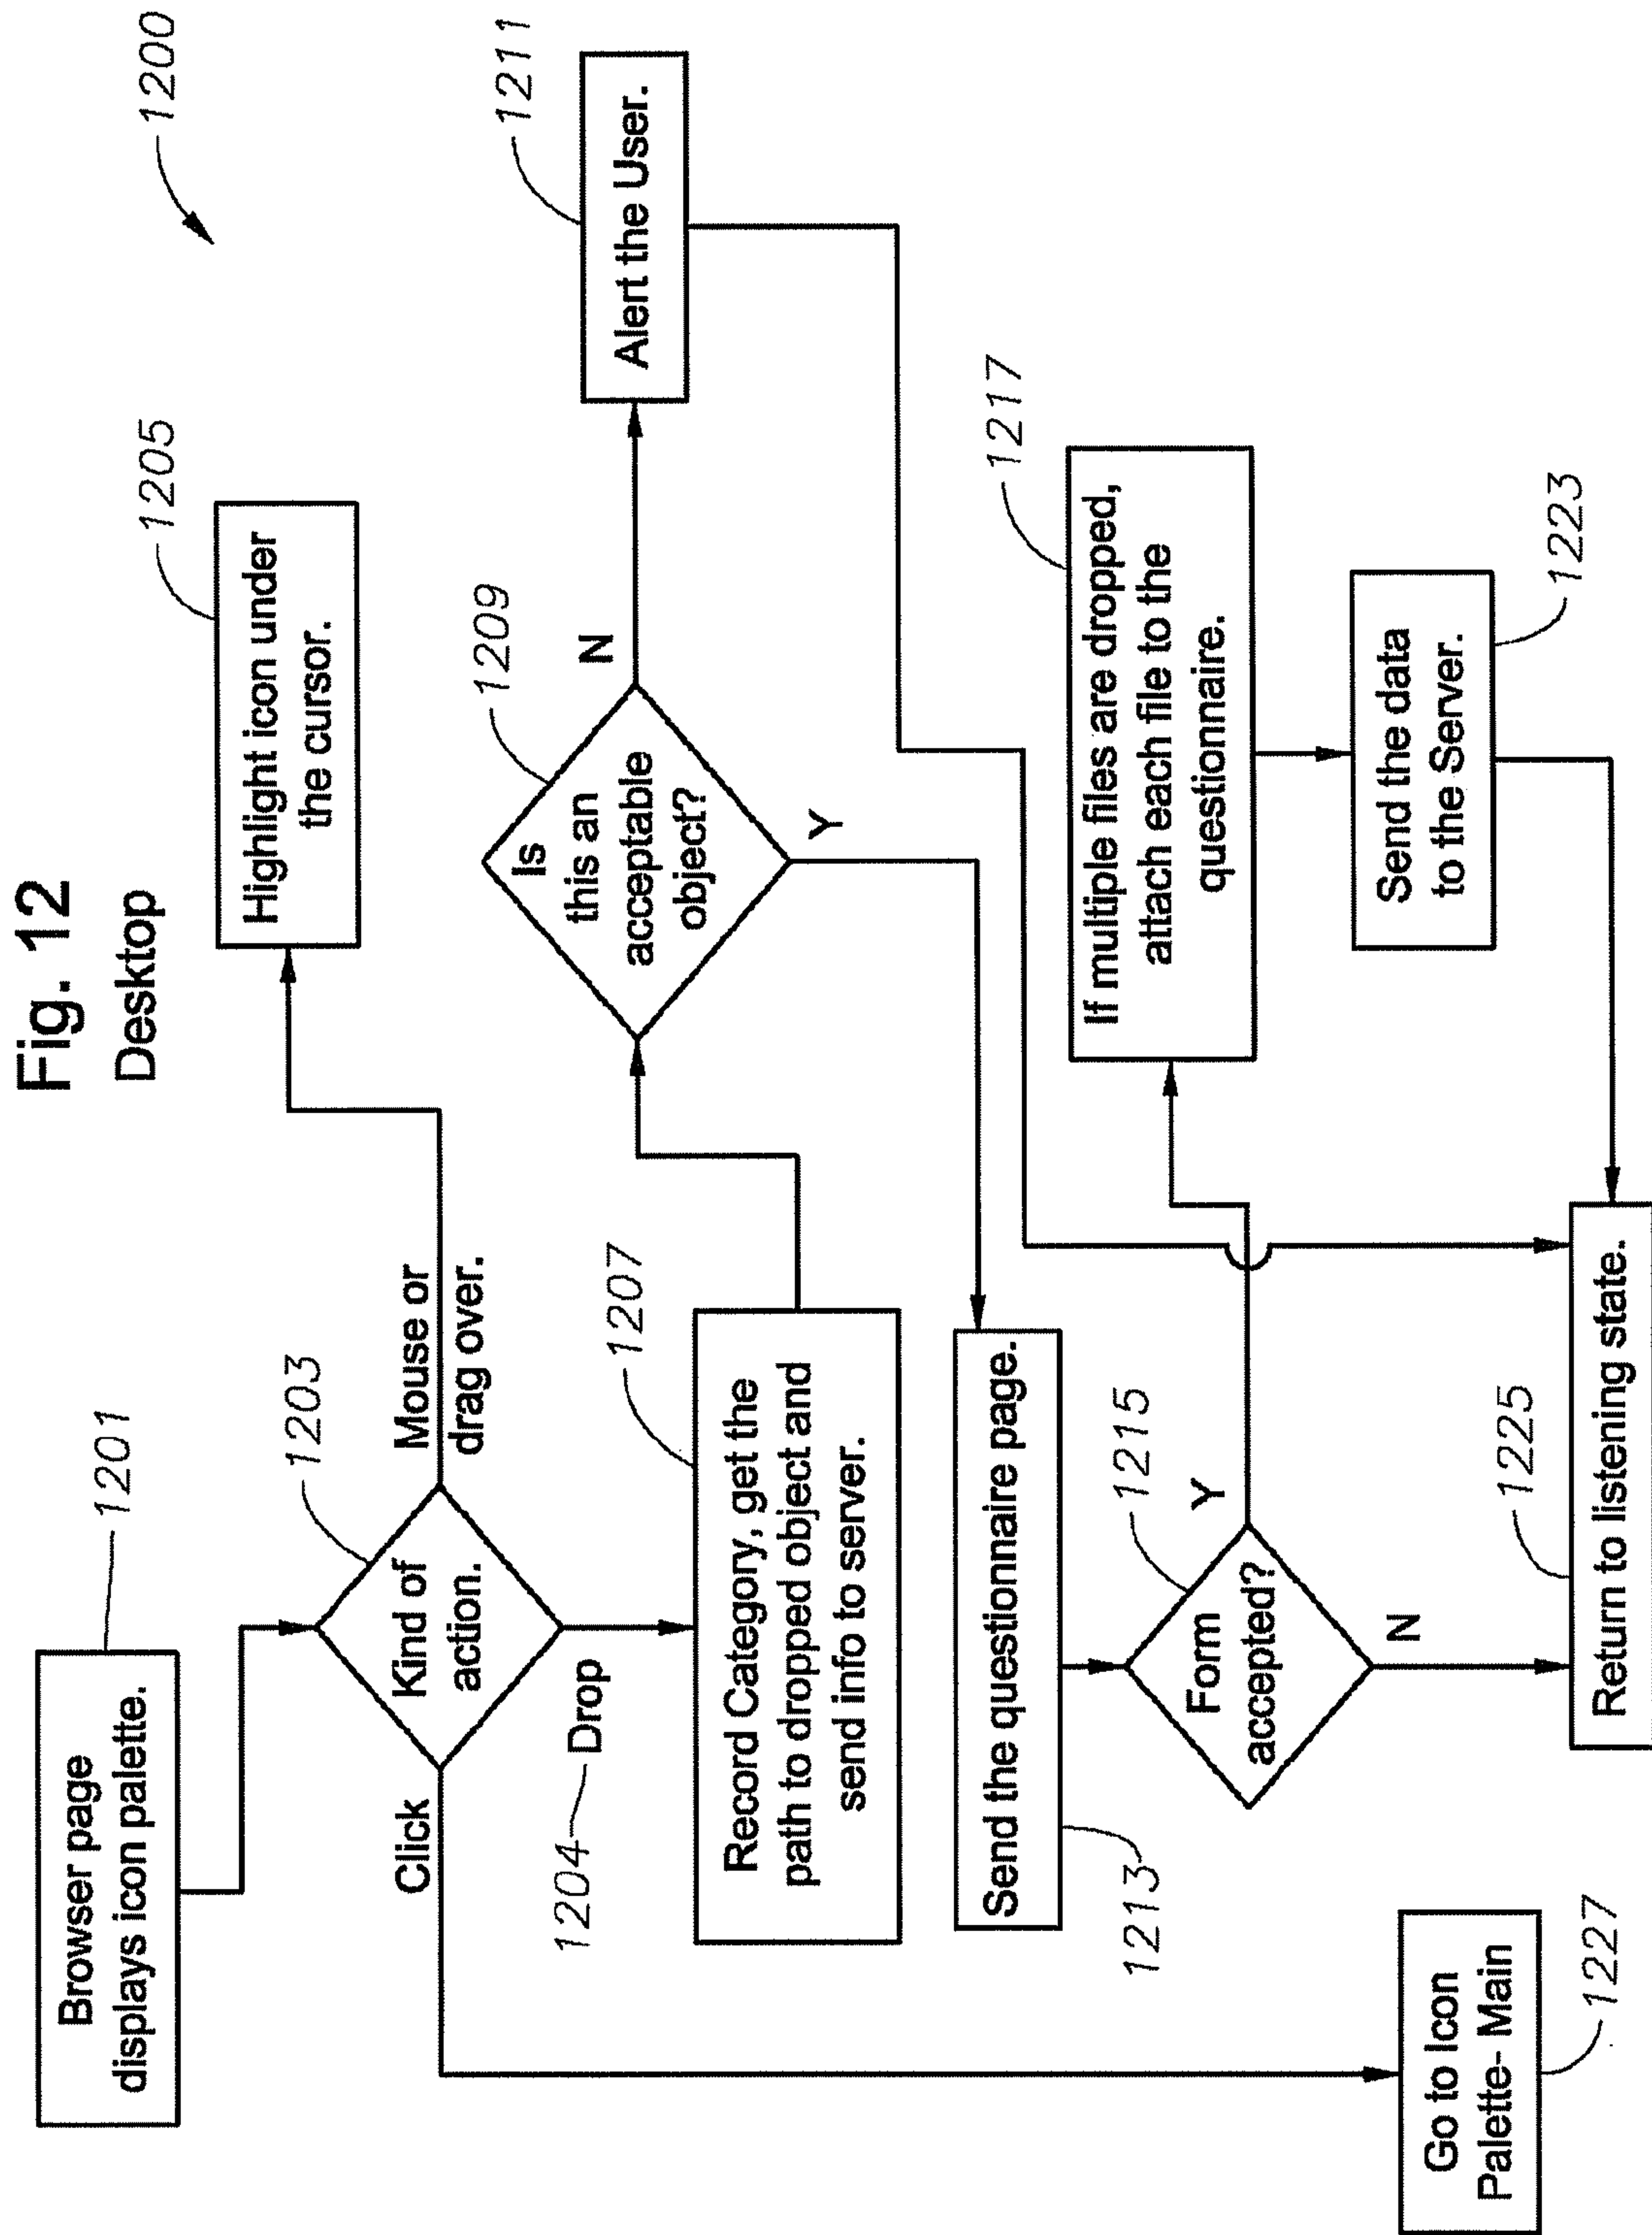 Fig. 12
Desktop
1200
Browser page
displays icon palette.
1201
Kind of
action.
1203
Mouse or
drag over.
Highlight icon under
the cursor.
1205
Click
1204
Drop
Record Category, get the
path to dropped object and
send info to server.
1207
Is
this an
acceptable
object?
1209
N
Alert the User.
1211
Y
Send the questionnaire page.
1213
Form
accepted?
1215
Y
If multiple files are dropped,
attach each file to the
questionnaire.
1217
Send the data
to the Server.
1223
N
Return to listening state.
1225
Go to Icon
Palette- Main
1227